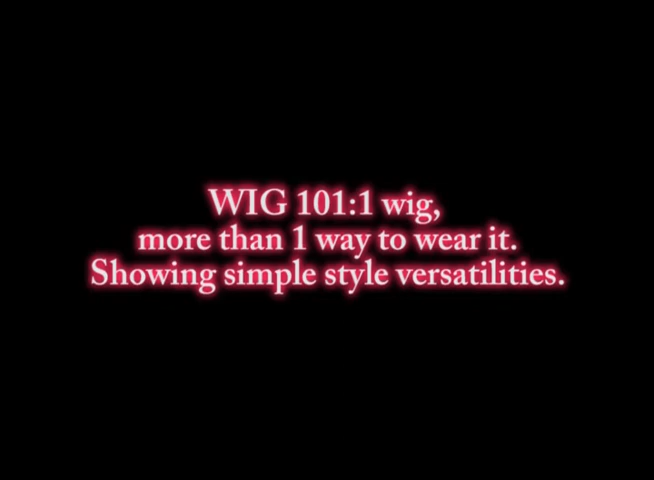 WIG 101:1 wig,
more than 1 way to wear it.
Showing simple style versatilities.